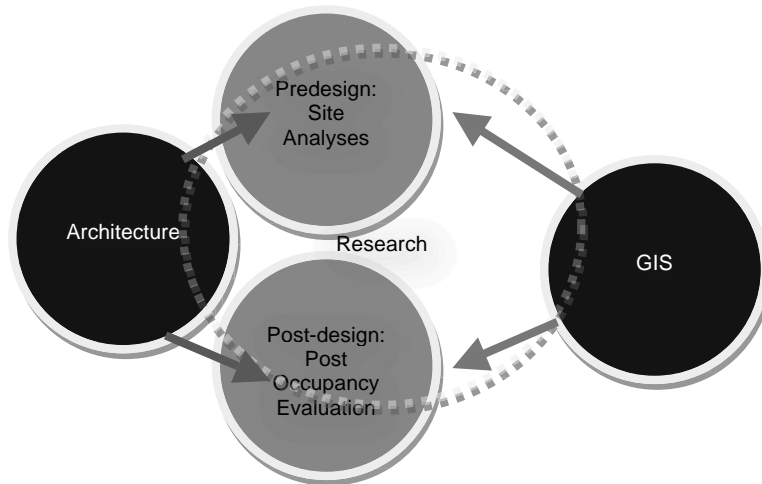 Predesign:
Site
Analyses
Architecture
Research
GIS
Post-design:
Post
Occupancy
Evaluation